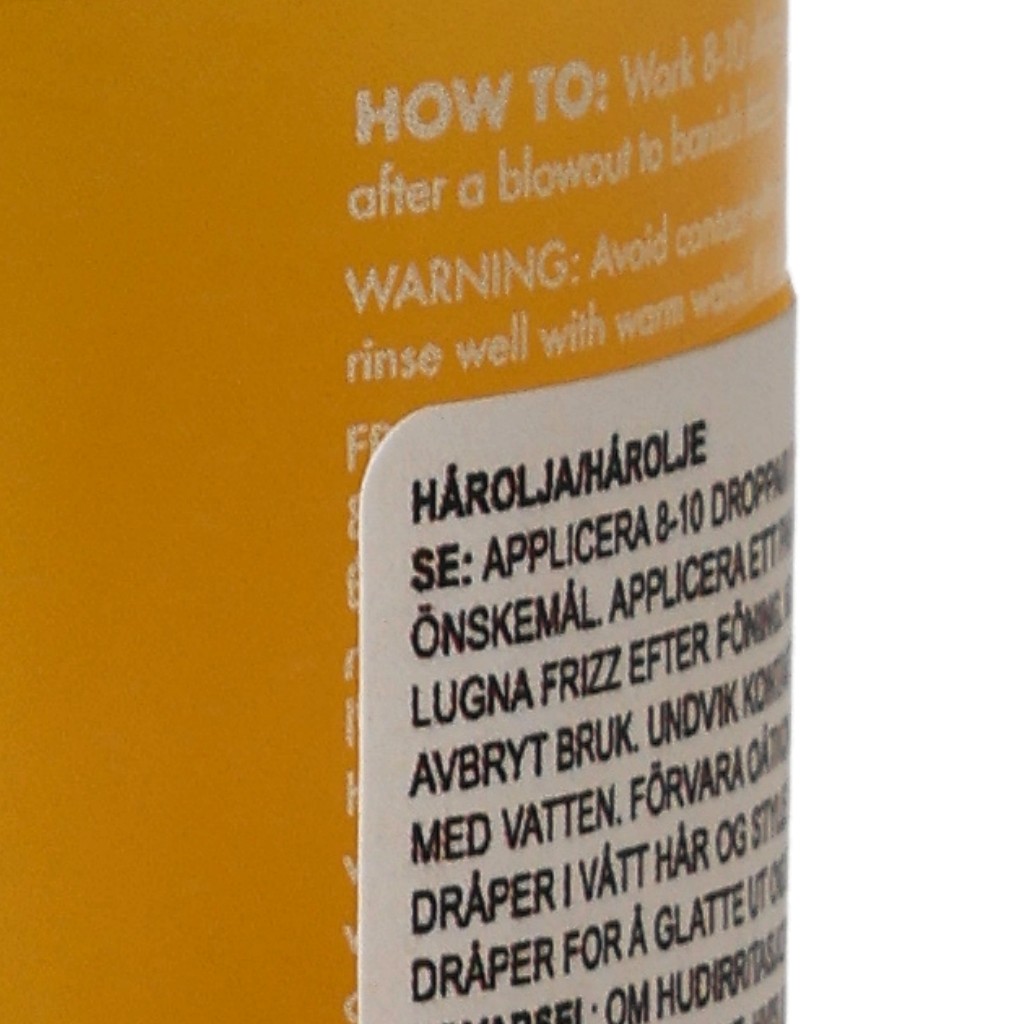 HOW TO: Work 8-10
after a blowout to banish
WARNING: Avoid contact
rinse well with warm water.
HÅROLJA/HÅROLJE
SE: APPLICERA 8-10
ÖNSKEMÅL. APPLICERA ETT
LUGNA FRIZZ EFTER FÖNING.
AVBRYT BRUK. UNDVIK
MED VATTEN. FÖRVARA
DRÅPER I VÅTT HÅR OG
DRÅPER FOR Å GLATTE UT
OM HUDIRRITASJON